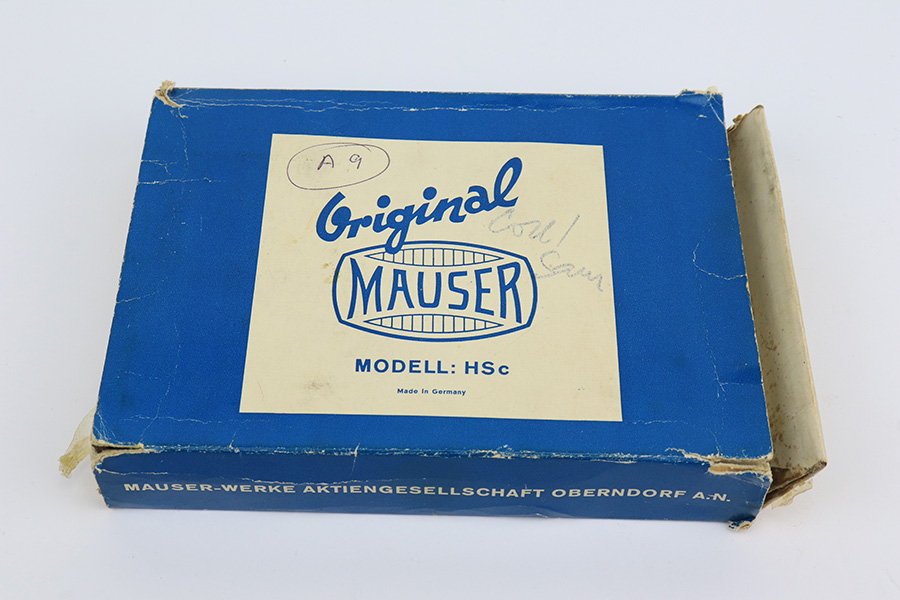 A 9
Original
MAUSER
MODELL: HSc
Made in Germany
MAUSER-WERKE AKTIENGESELLSCHAFT OBERNDORF A.N.